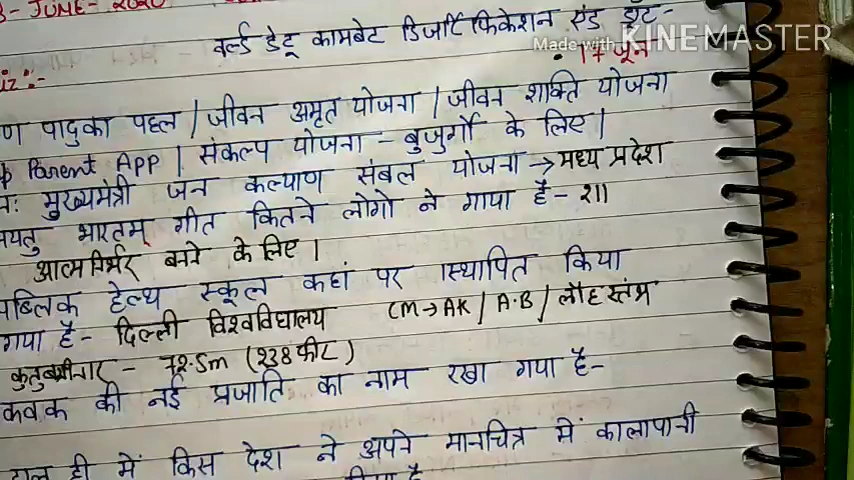 - JUNE- 2020
वर्ल्ड डे टू कामबेट डिजर्टिफिकेशन एंड ड्रॉट-
Made with KINEMASTER
• 17 जून
iz:-
ण पादुका पहल / जीवन अमृत योजना / जीवन शक्ति योजना
Parent App | संकल्प योजना - बुजुर्गो के लिए |
मुख्यमंत्री जन कल्याण संबल योजना → मध्य प्रदेश
जयतु भारतम् गीत कितने लोगो ने गाया है - 211
आत्मनिर्भर बनने के लिए |
पब्लिक हेल्थ स्कूल कहां पर स्थापित किया
गया है - दिल्ली विश्वविद्यालय CM→AK / A.B / लौह स्तंभ
कुतुबमीनार - 72.5m (238 फीट)
कवक की नई प्रजाति का नाम रखा गया है-
हाल ही में किस देश ने अपने मानचित्र में कालापानी